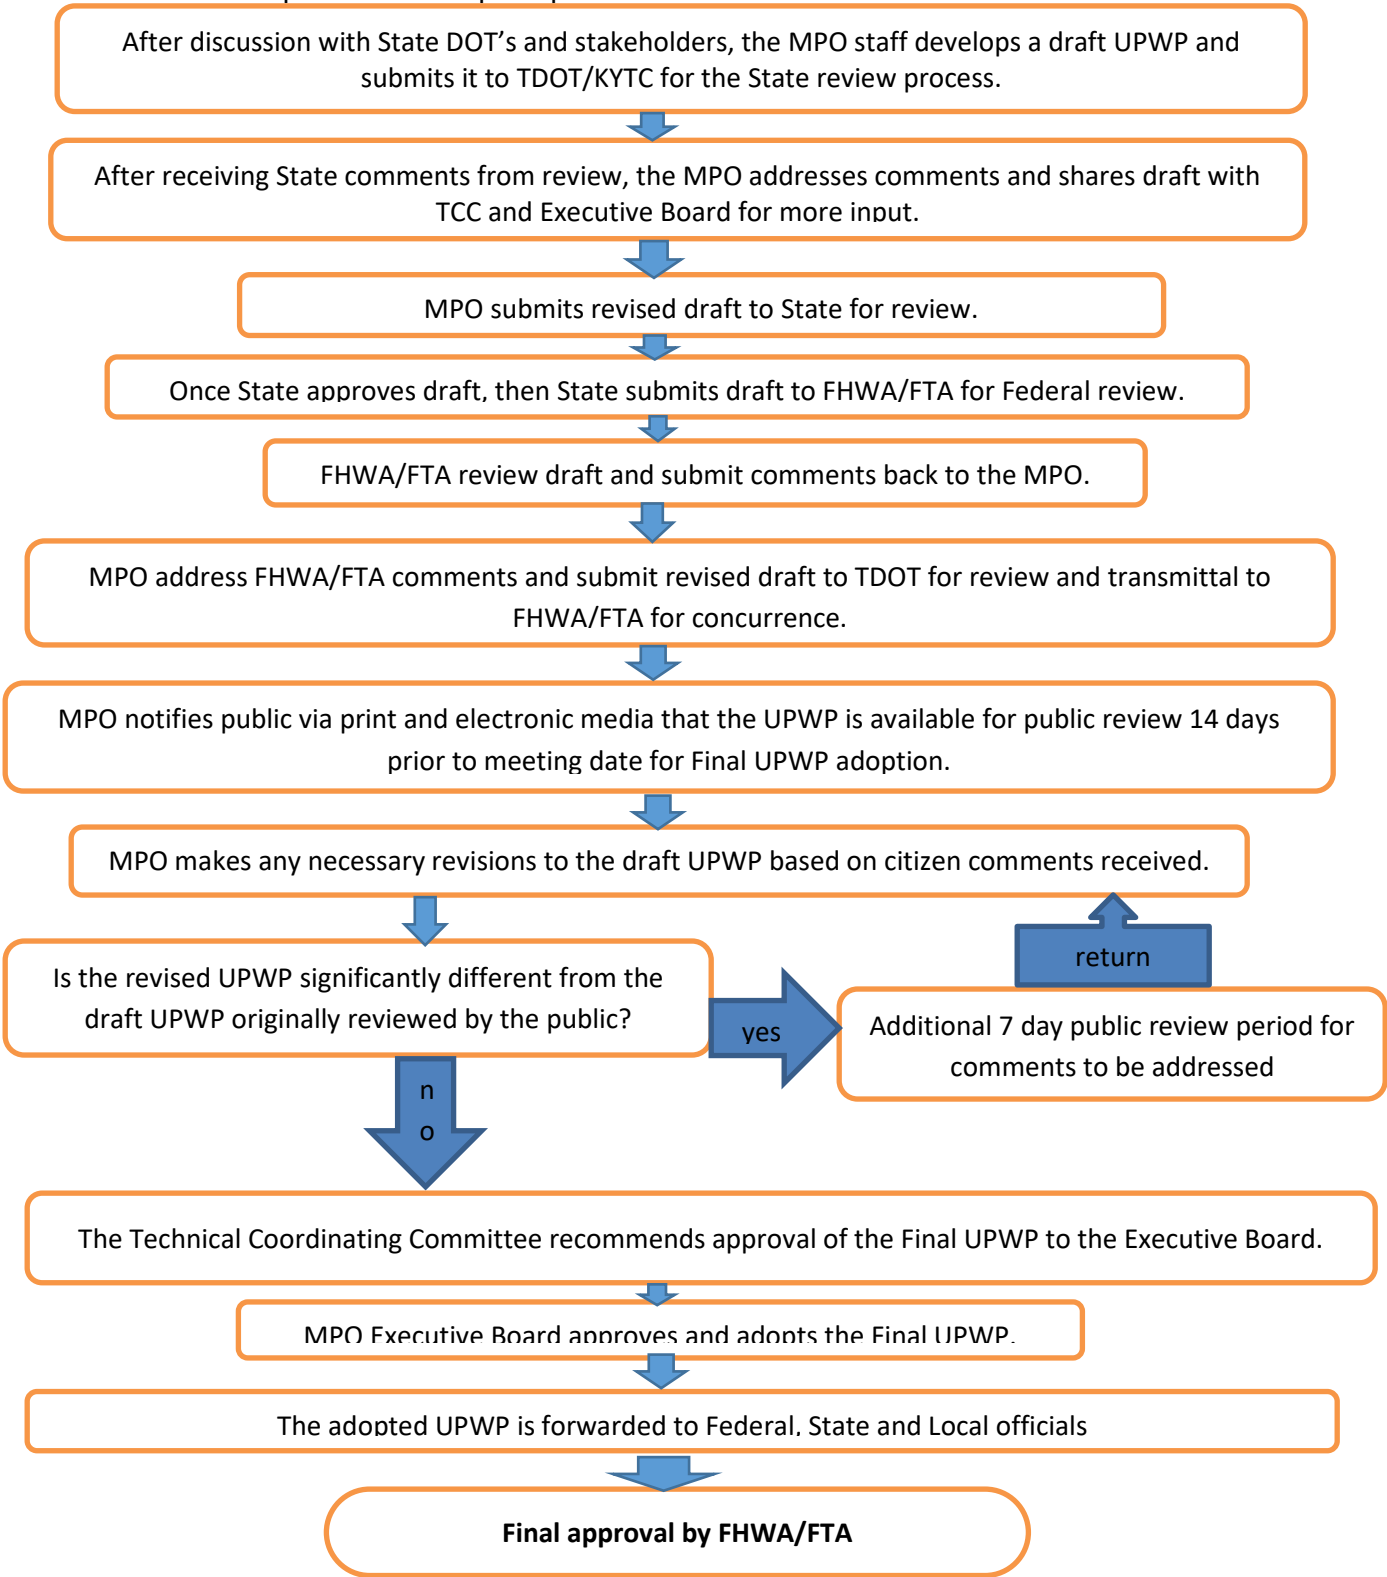 After discussion with State DOT’s and stakeholders, the MPO staff develops a draft UPWP and
submits it to TDOT/KYTC for the State review process.
After receiving State comments from review, the MPO addresses comments and shares draft with
TCC and Executive Board for more input.
MPO submits revised draft to State for review.
Once State approves draft, then State submits draft to FHWA/FTA for Federal review.
FHWA/FTA review draft and submit comments back to the MPO.
MPO address FHWA/FTA comments and submit revised draft to TDOT for review and transmittal to
FHWA/FTA for concurrence.
MPO notifies public via print and electronic media that the UPWP is available for public review 14 days
prior to meeting date for Final UPWP adoption.
MPO makes any necessary revisions to the draft UPWP based on citizen comments received.
return
Is the revised UPWP significantly different from the
draft UPWP originally reviewed by the public?
yes
Additional 7 day public review period for
comments to be addressed
n
o
The Technical Coordinating Committee recommends approval of the Final UPWP to the Executive Board.
MPO Executive Board approves and adopts the Final UPWP.
The adopted UPWP is forwarded to Federal, State and Local officials
Final approval by FHWA/FTA